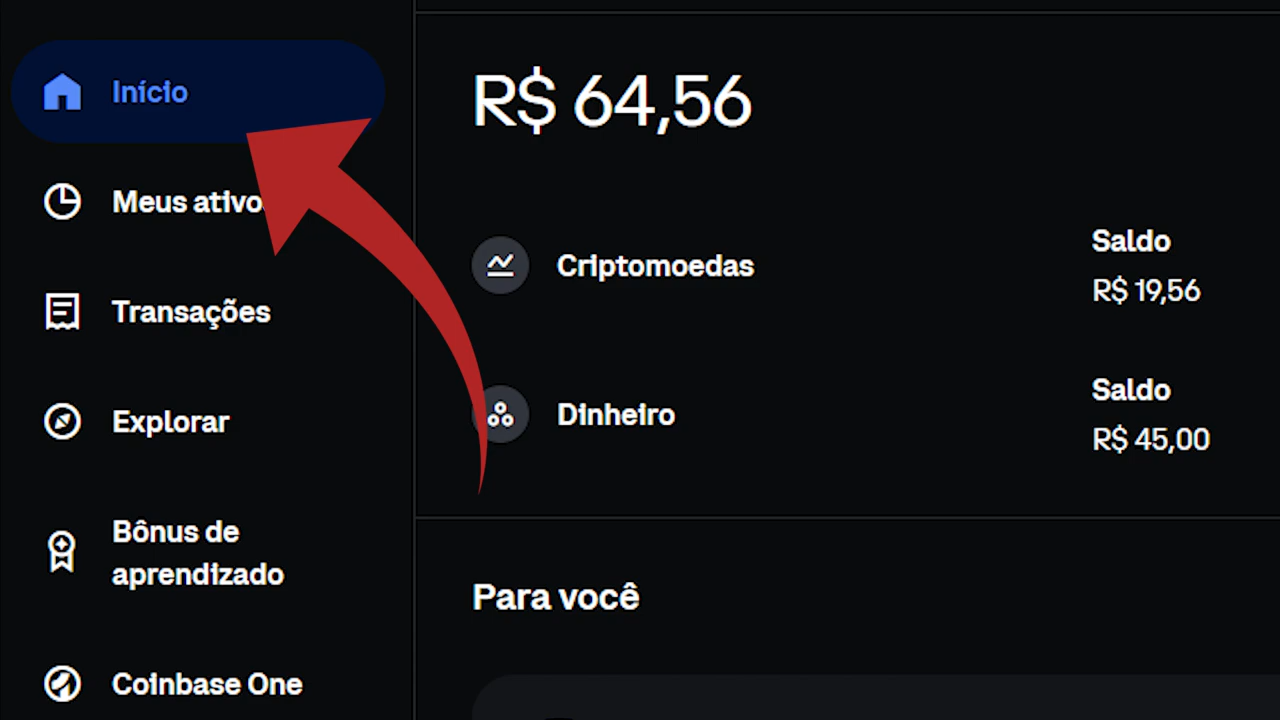 Início
Meus ativo
Transações
Explorar
Bônus de
aprendizado
Coinbase One
R$ 64,56
Criptomoedas
Saldo
R$ 19,56
Dinheiro
Saldo
R$ 45,00
Para você